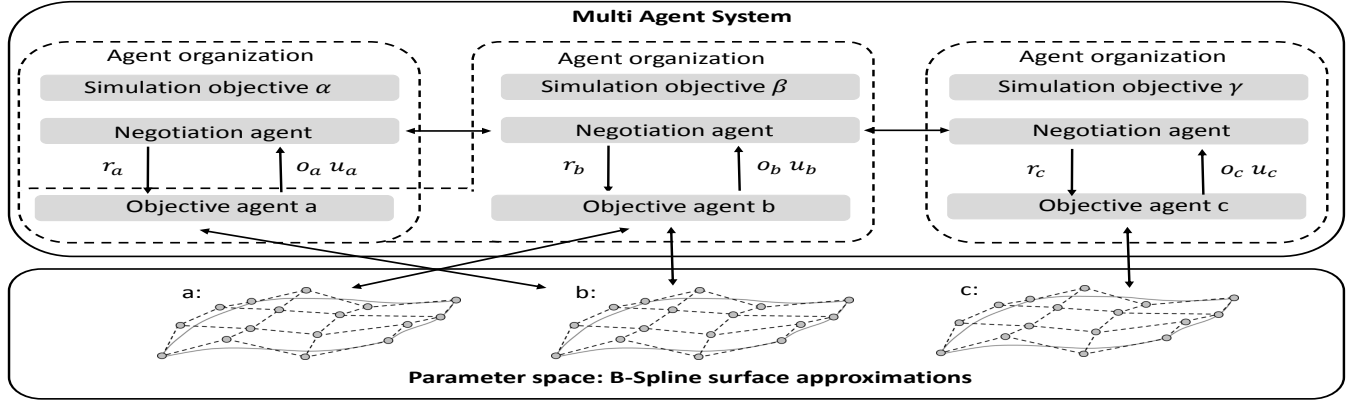 Multi Agent System
Agent organization
Simulation objective α
Negotiation agent
r_a
o_a u_a
Objective agent a
Agent organization
Simulation objective β
Negotiation agent
r_b
o_b u_b
Objective agent b
Agent organization
Simulation objective γ
Negotiation agent
r_c
o_c u_c
Objective agent c
a:
b:
c:
Parameter space: B-Spline surface approximations